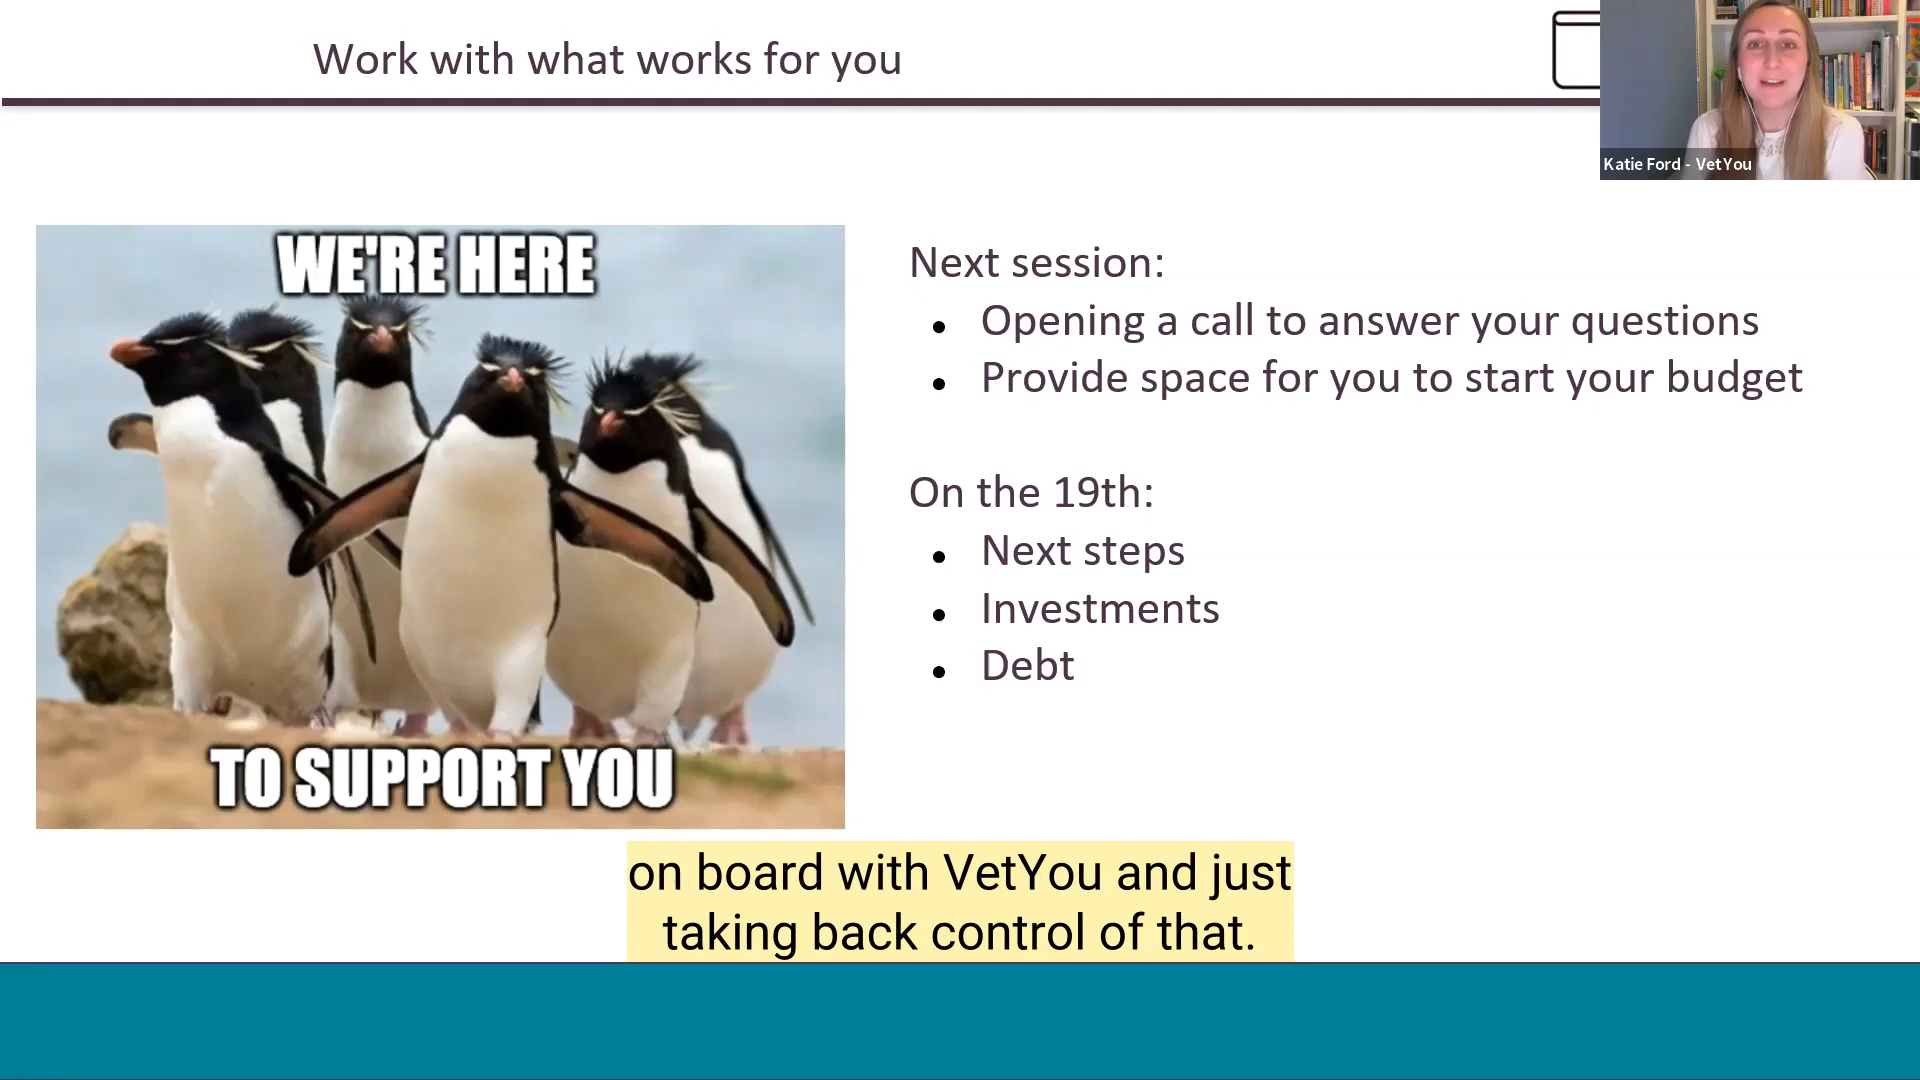 Work with what works for you
Katie Ford - VetYou
WE'RE HERE
TO SUPPORT YOU
Next session:
• Opening a call to answer your questions
• Provide space for you to start your budget
On the 19th:
• Next steps
• Investments
• Debt
on board with VetYou and just
taking back control of that.